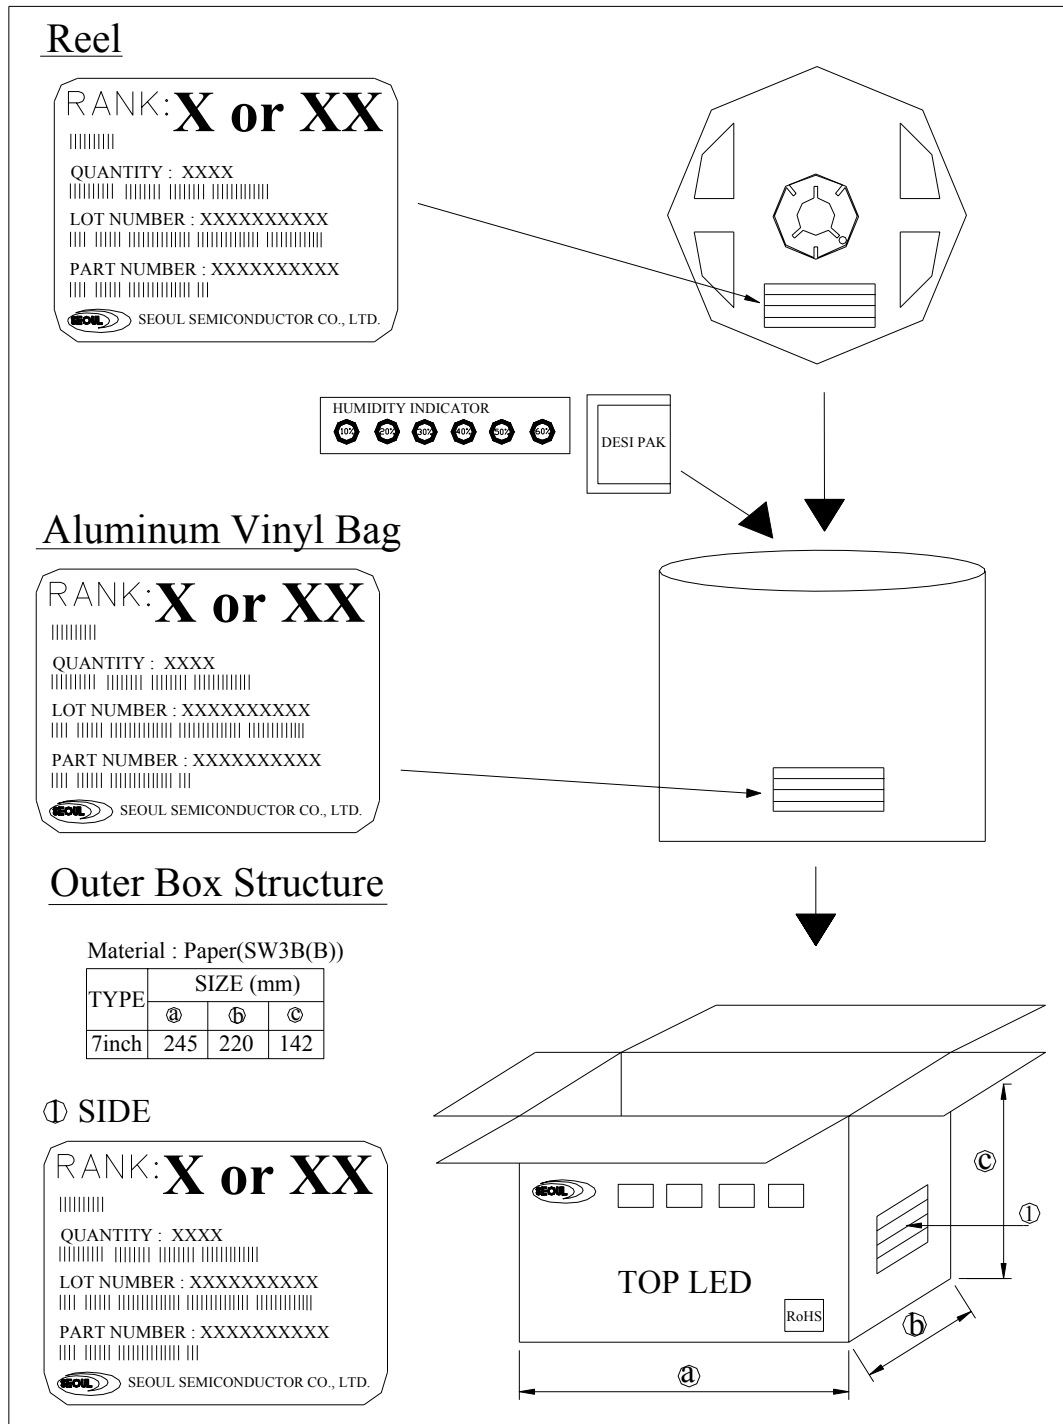 Reel
RANK: X or XX
QUANTITY : XXXX
LOT NUMBER : XXXXXXXXXX
PART NUMBER : XXXXXXXXXX
SEOUL SEMICONDUCTOR CO., LTD.
HUMIDITY INDICATOR
10% 20% 30% 40% 50% 60%
DESI PAK
Aluminum Vinyl Bag
RANK: X or XX
QUANTITY : XXXX
LOT NUMBER : XXXXXXXXXX
PART NUMBER : XXXXXXXXXX
SEOUL SEOUL SEMICONDUCTOR CO., LTD.
Outer Box Structure
Material : Paper(SW3B(B))
TYPE SIZE (mm)
ⓐ ⓑ ⓒ
7inch 245 220 142
① SIDE
RANK: X or XX
QUANTITY : XXXX
LOT NUMBER : XXXXXXXXXX
PART NUMBER : XXXXXXXXXX
SEOUL SEOUL SEMICONDUCTOR CO., LTD.
SEOUL
TOP LED
RoHS
ⓐ
ⓑ
ⓒ
①